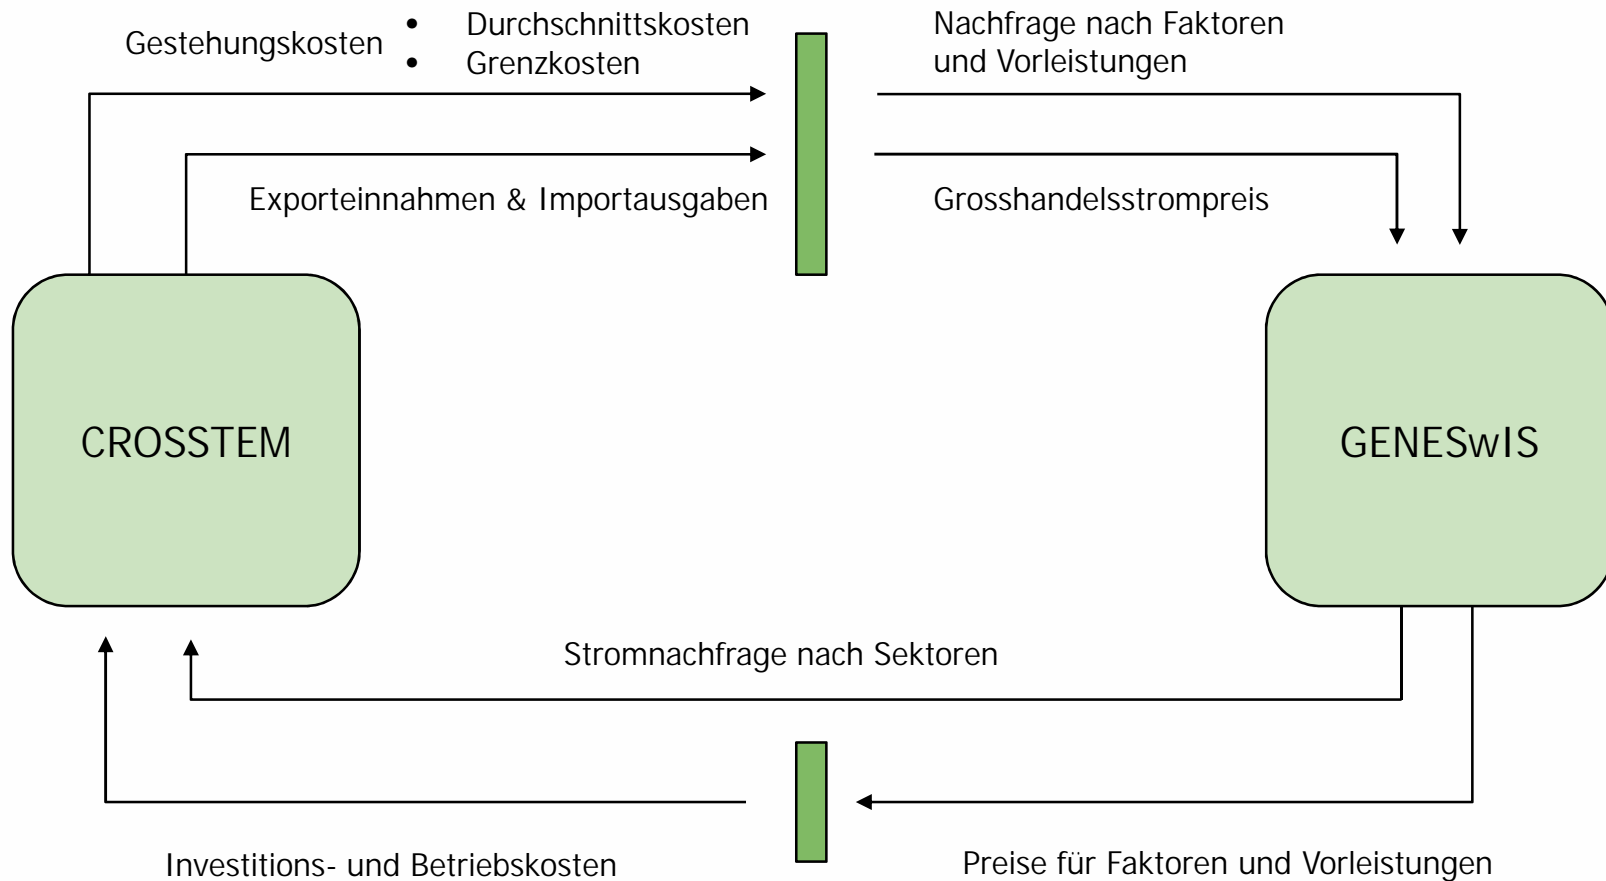 Gestehungskosten
• Durchschnittskosten
• Grenzkosten
Nachfrage nach Faktoren
und Vorleistungen
Exporteinnahmen & Importausgaben
Grosshandelsstrompreis
CROSSTEM
GENESwIS
Stromnachfrage nach Sektoren
Investitions- und Betriebskosten
Preise für Faktoren und Vorleistungen